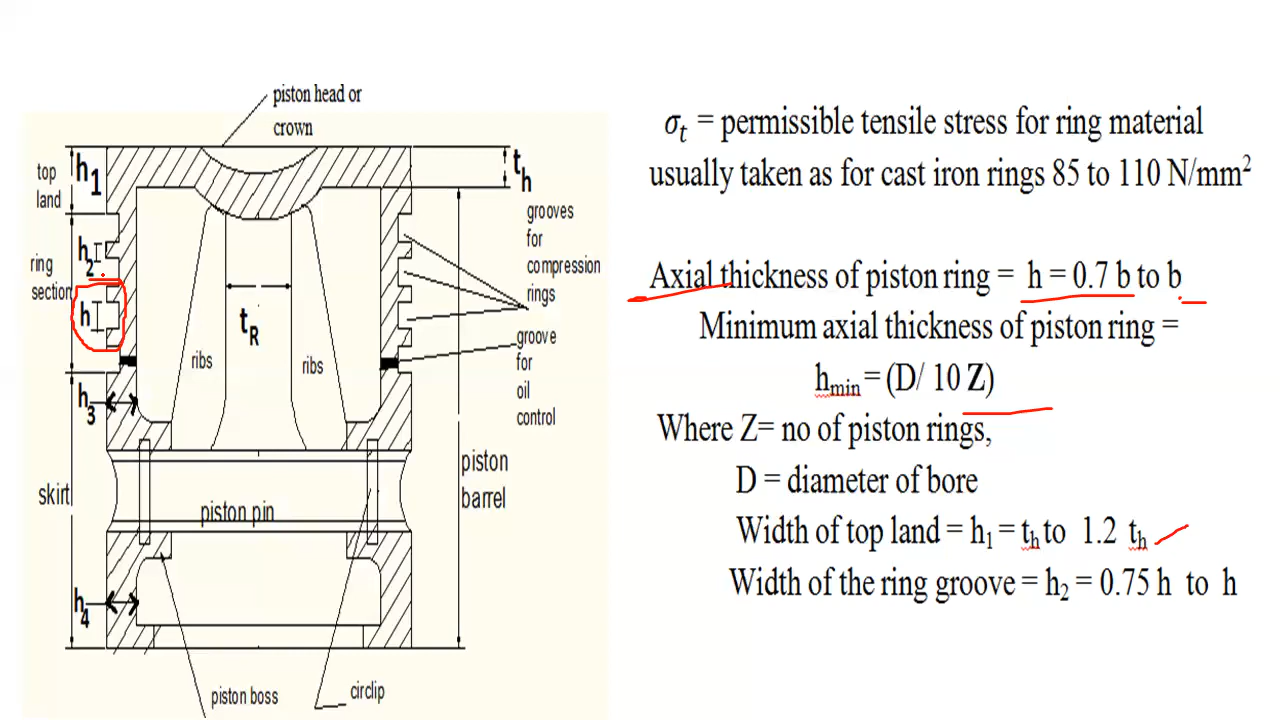 piston head or
crown
top
land
h1
th
grooves
for
compression
rings
h2
ring
section
h
tR
ribs
ribs
groove
for
oil
control
h3
piston
barrel
skirt
piston pin
h4
piston boss
circlip
σt = permissible tensile stress for ring material
usually taken as for cast iron rings 85 to 110 N/mm²
Axial thickness of piston ring = h = 0.7 b to b
Minimum axial thickness of piston ring =
hmin = (D/ 10 Z)
Where Z= no of piston rings,
D = diameter of bore
Width of top land = h1 = th to 1.2 th
Width of the ring groove = h2 = 0.75 h to h